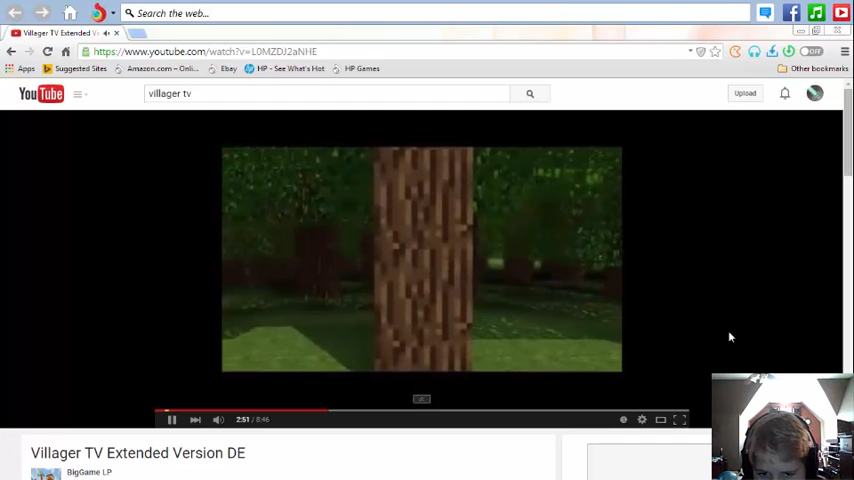 Search the web...
Villager TV Extended V
https://www.youtube.com/watch?v=L0MZDJ2aNHE
OFF
Apps Suggested Sites Amazon.com – Onli... Ebay HP - See What's Hot HP Games Other bookmarks
YouTube villager tv Upload
2:51 / 8:46
Villager TV Extended Version DE
BigGame LP